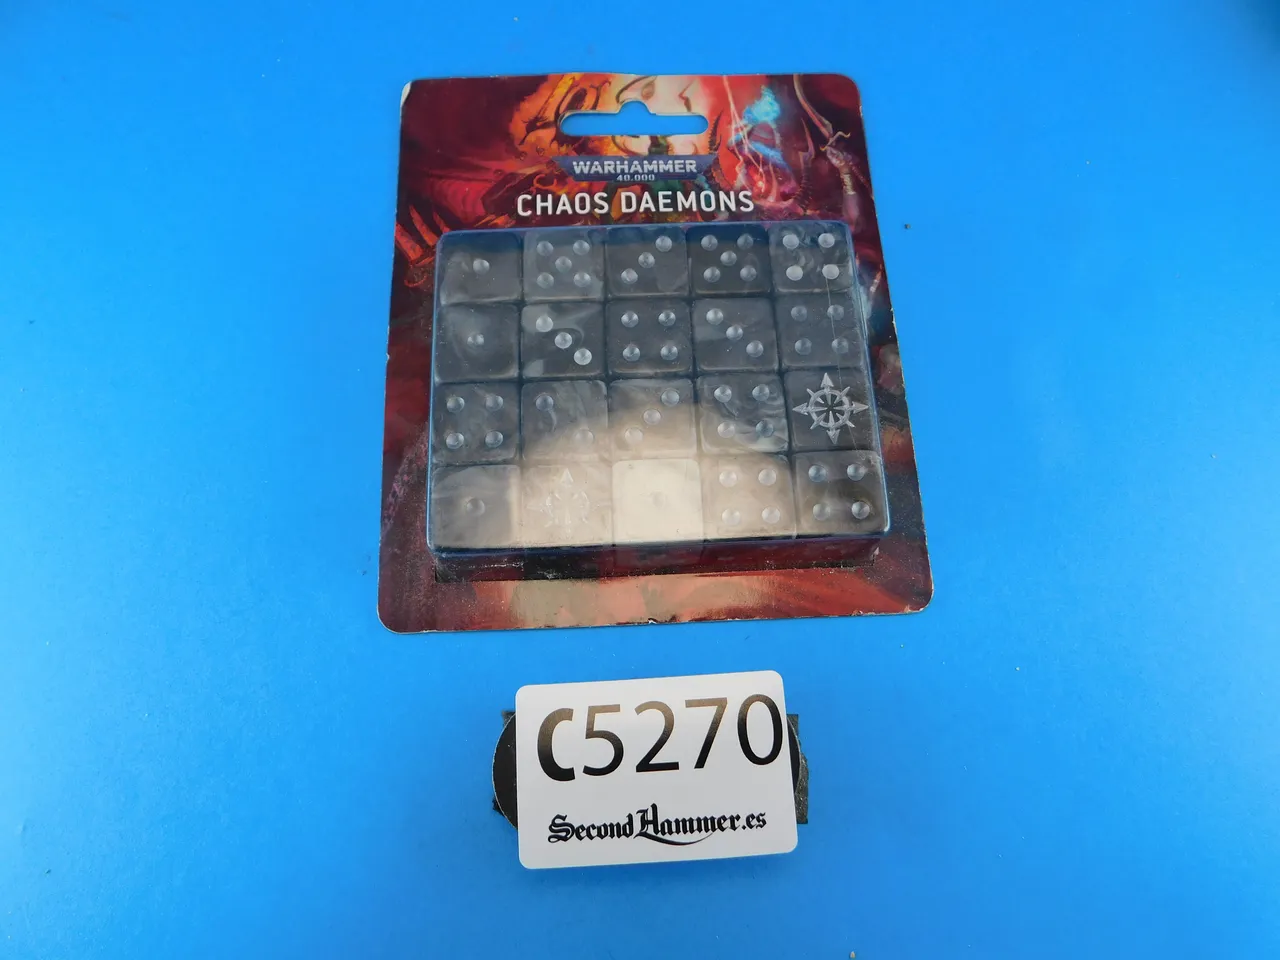 WARHAMMER
40,000
CHAOS DAEMONS
C5270
SecondHammer.es